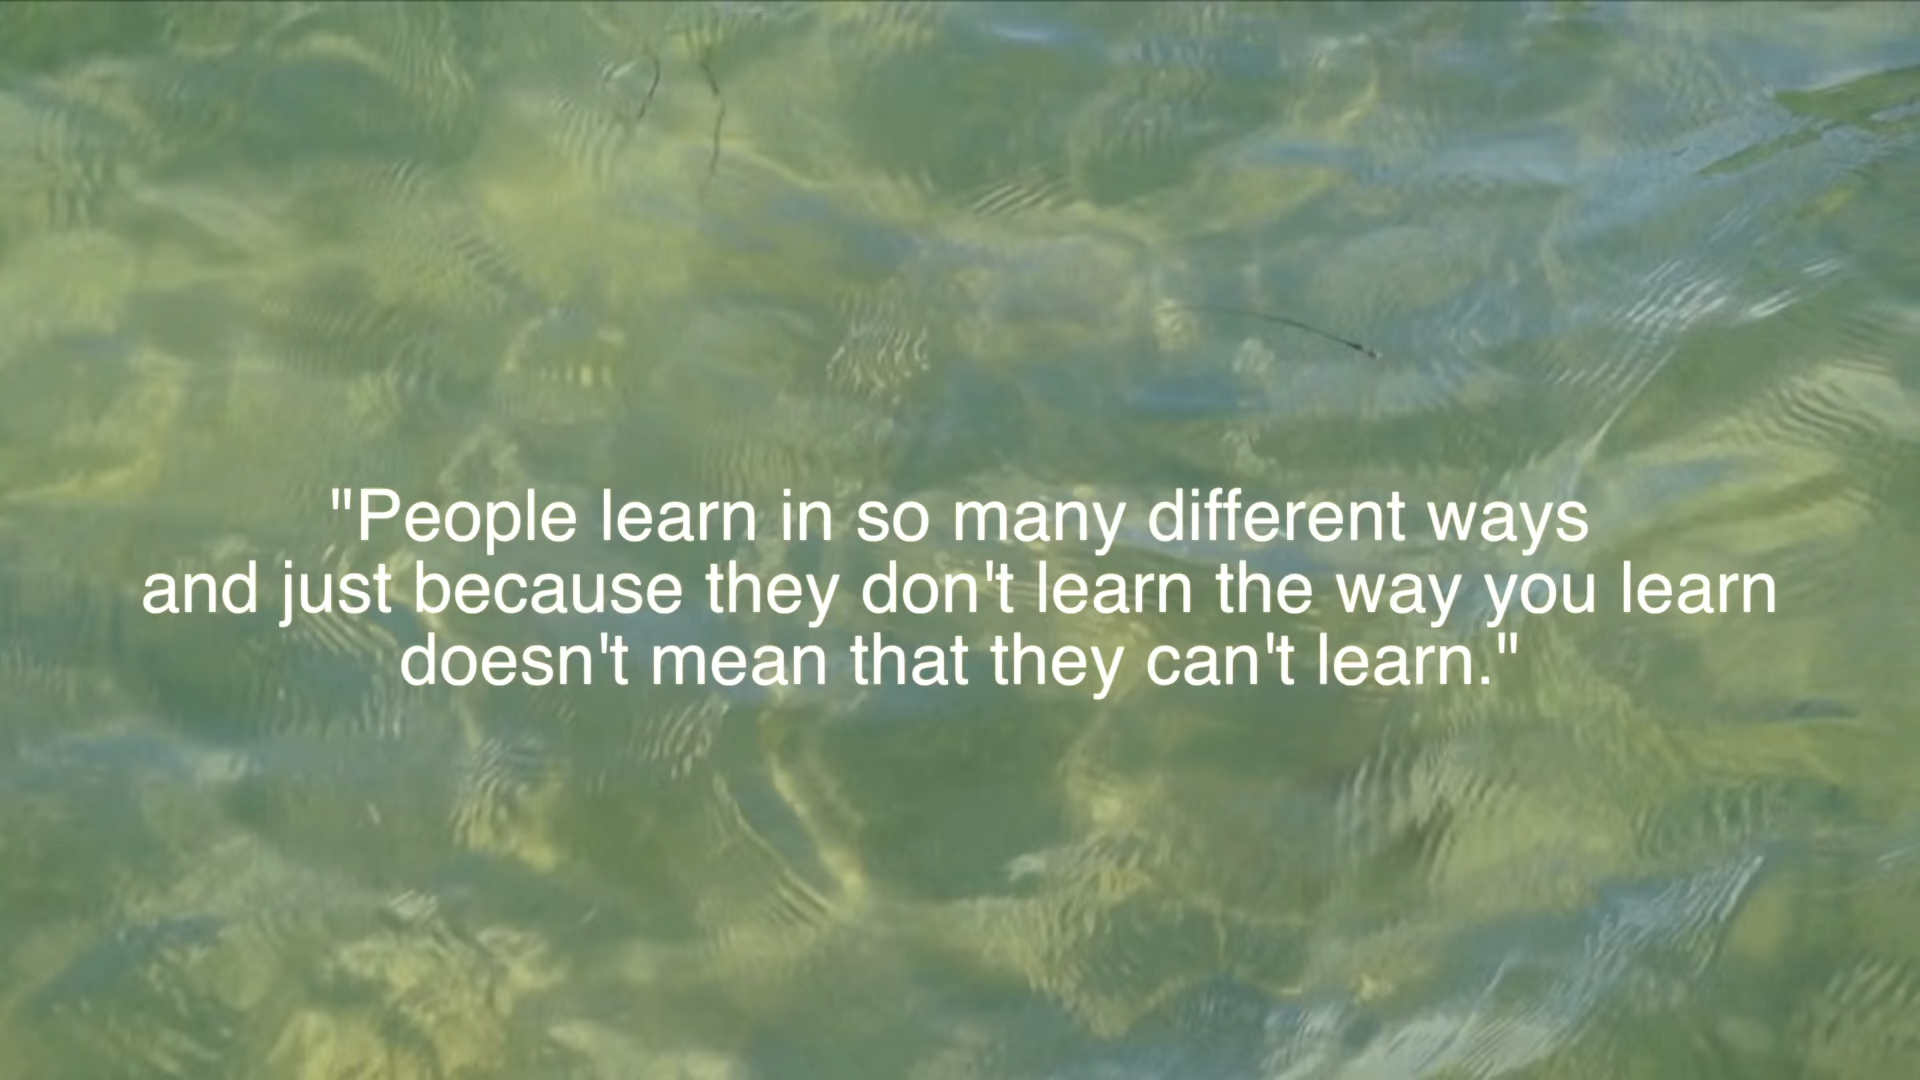 "People learn in so many different ways
and just because they don't learn the way you learn
doesn't mean that they can't learn."